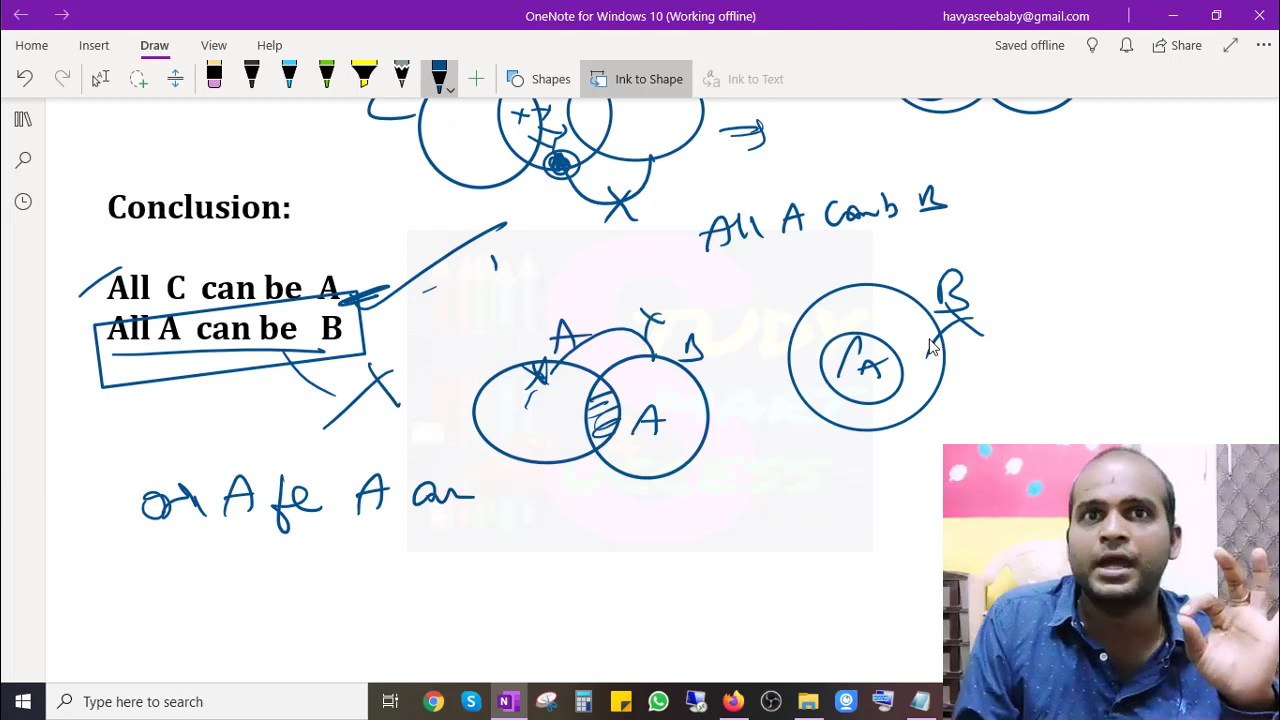 OneNote for Windows 10 (Working offline)
havyasreebaby@gmail.com
Home Insert Draw View Help
Saved offline
Share
Shapes
Ink to Shape
Ink to Text
Conclusion:
All C can be A
All A can be B
All A can b B
B
A
A B
A
A
Type here to search